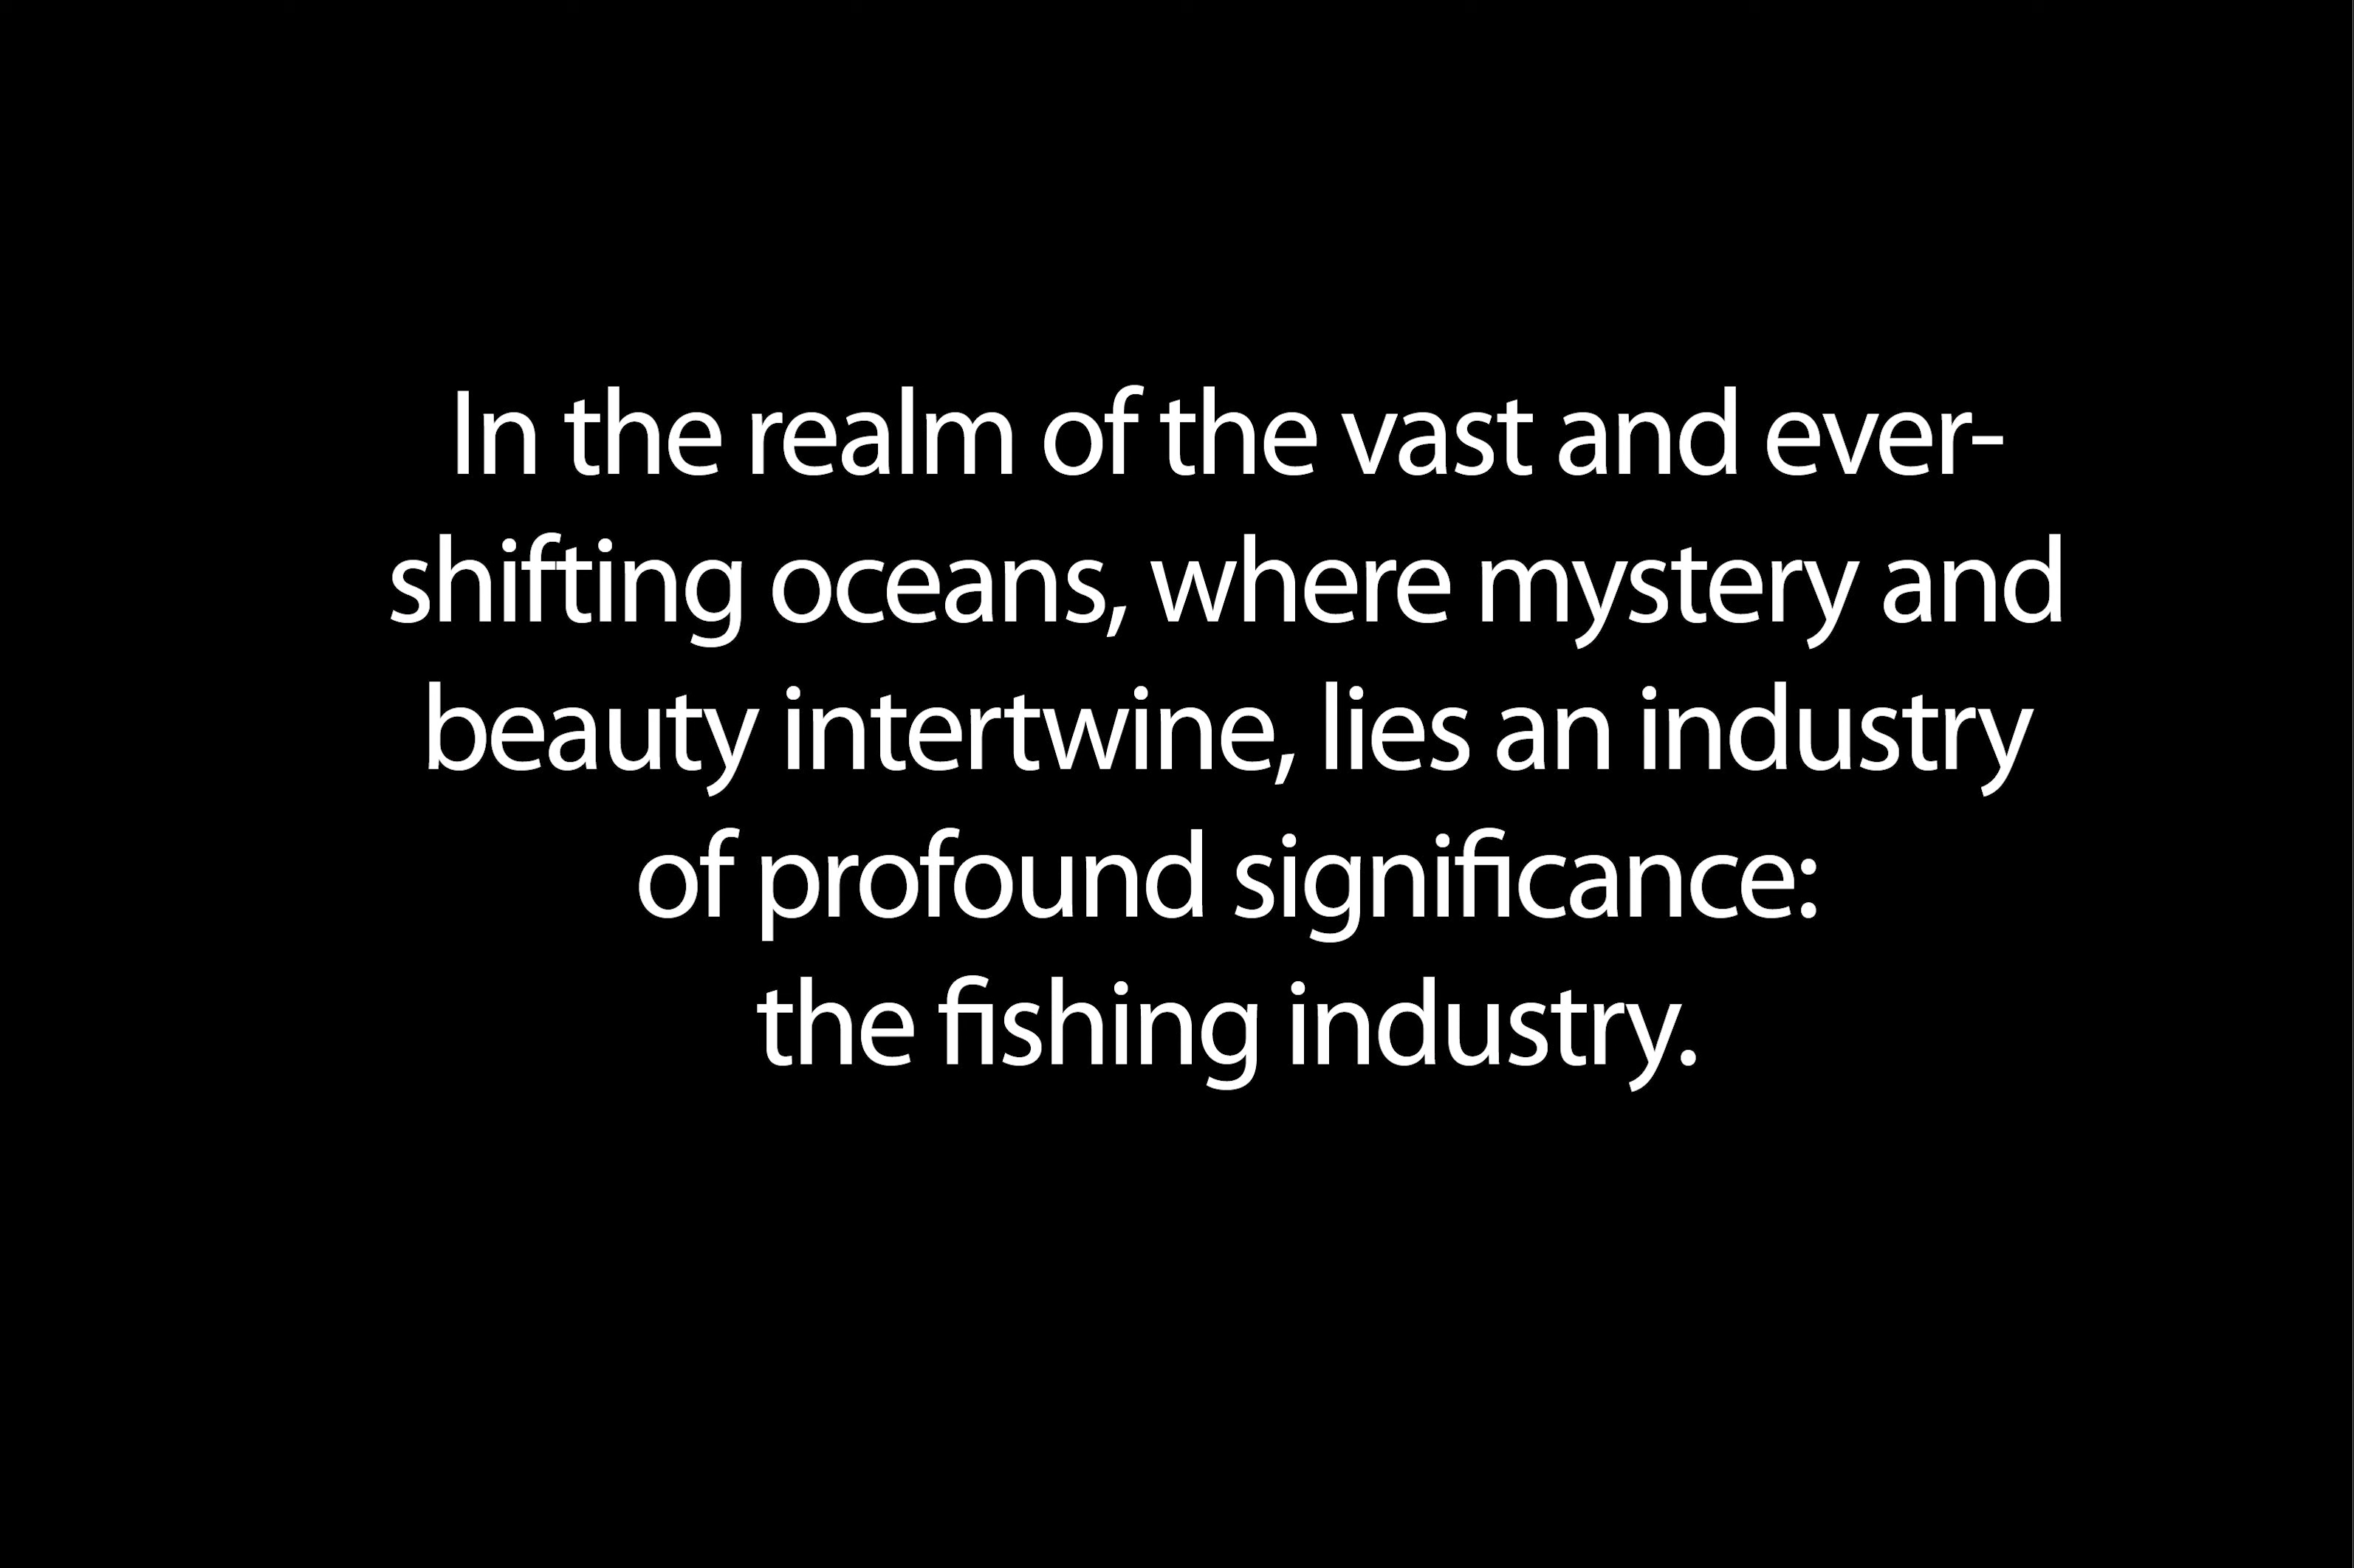 In the realm of the vast and ever-
shifting oceans, where mystery and
beauty intertwine, lies an industry
of profound significance:
the fishing industry.